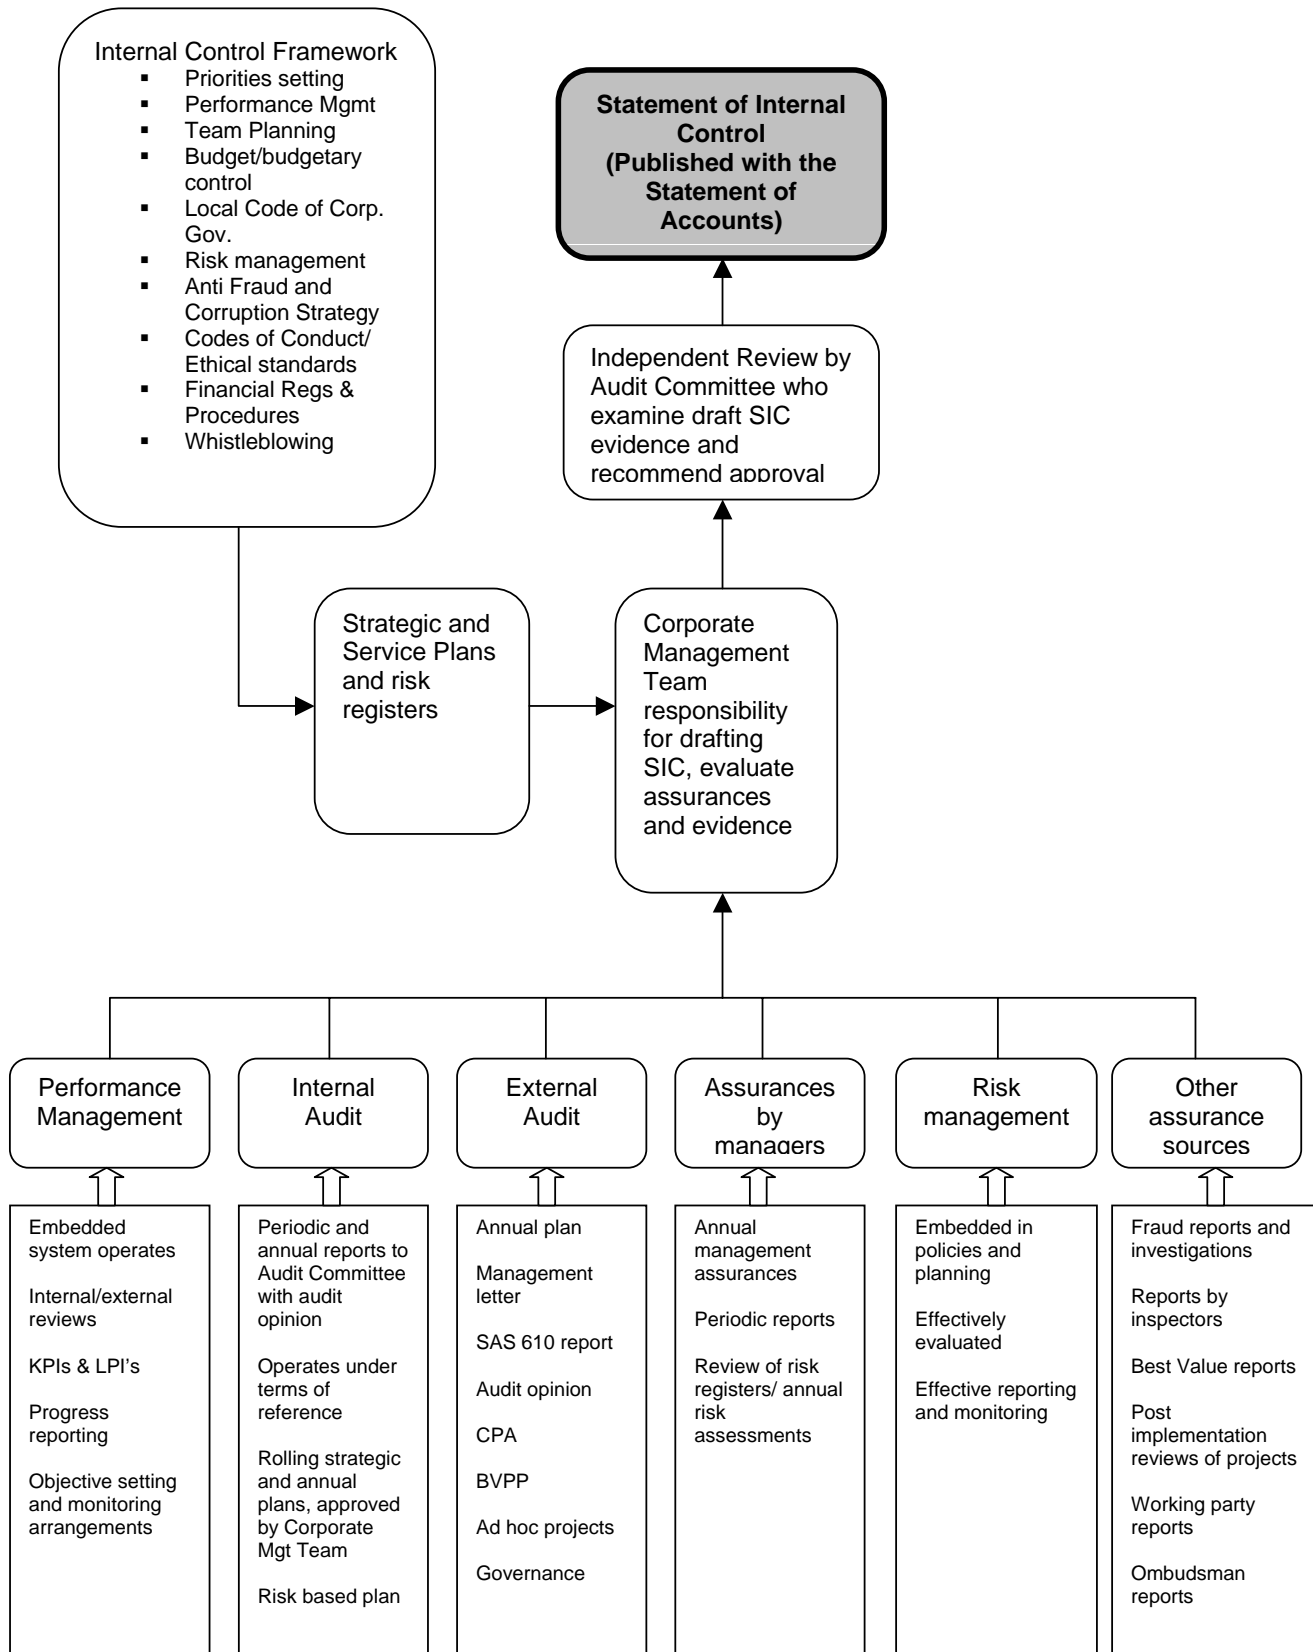 Internal Control Framework
▪ Priorities setting
▪ Performance Mgmt
▪ Team Planning
▪ Budget/budgetary
control
▪ Local Code of Corp.
Gov.
▪ Risk management
▪ Anti Fraud and
Corruption Strategy
▪ Codes of Conduct/
Ethical standards
▪ Financial Regs &
Procedures
▪ Whistleblowing
Statement of Internal
Control
(Published with the
Statement of
Accounts)
Independent Review by
Audit Committee who
examine draft SIC
evidence and
recommend approval
Strategic and
Service Plans
and risk
registers
Corporate
Management
Team
responsibility
for drafting
SIC, evaluate
assurances
and evidence
Performance
Management
Internal
Audit
External
Audit
Assurances
by
managers
Risk
management
Other
assurance
sources
Embedded
system operates
Internal/external
reviews
KPIs & LPI's
Progress
reporting
Objective setting
and monitoring
arrangements
Periodic and
annual reports to
Audit Committee
with audit
opinion
Operates under
terms of
reference
Rolling strategic
and annual
plans, approved
by Corporate
Mgt Team
Risk based plan
Annual plan
Management
letter
SAS 610 report
Audit opinion
CPA
BVPP
Ad hoc projects
Governance
Annual
management
assurances
Periodic reports
Review of risk
registers/ annual
risk
assessments
Embedded in
policies and
planning
Effectively
evaluated
Effective reporting
and monitoring
Fraud reports and
investigations
Reports by
inspectors
Best Value reports
Post
implementation
reviews of projects
Working party
reports
Ombudsman
reports